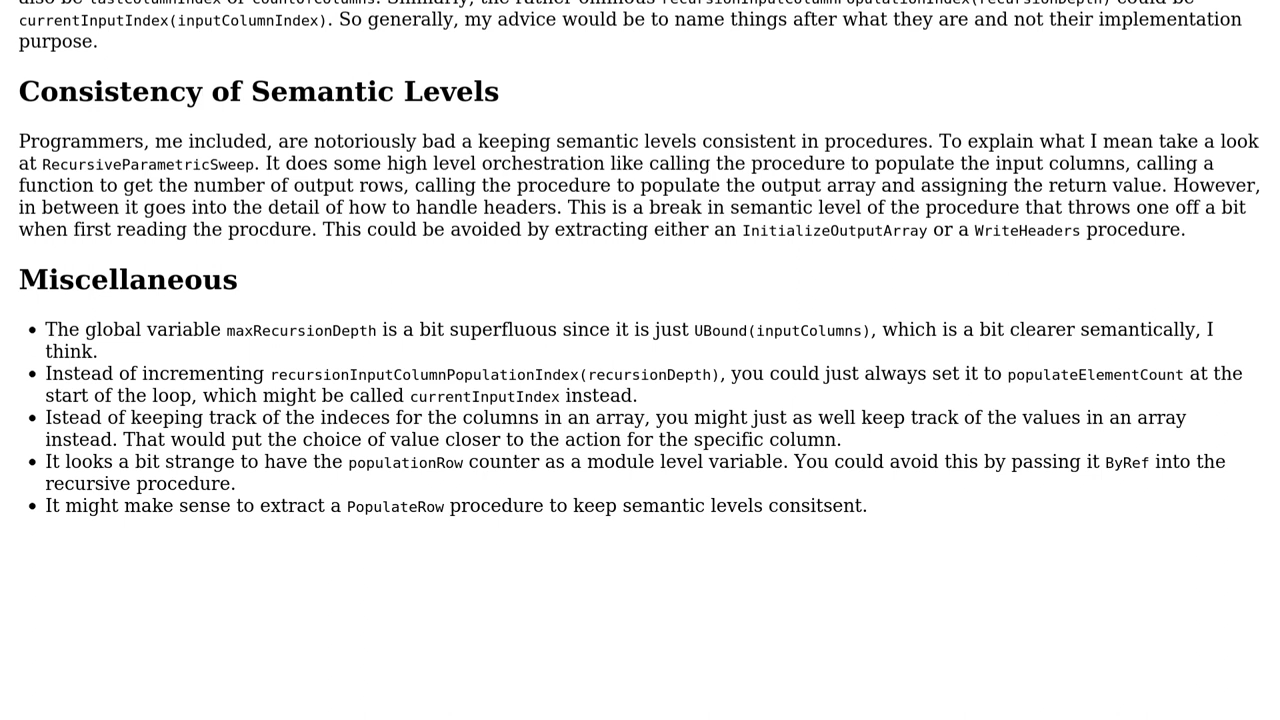 also be lastColumnIndex or countOfColumns. Similarly, the rather ominous recursionInputColumnPopulationIndex(recursionDepth) could be
currentInputIndex(inputColumnIndex). So generally, my advice would be to name things after what they are and not their implementation
purpose.
Consistency of Semantic Levels
Programmers, me included, are notoriously bad a keeping semantic levels consistent in procedures. To explain what I mean take a look
at RecursiveParametricSweep. It does some high level orchestration like calling the procedure to populate the input columns, calling a
function to get the number of output rows, calling the procedure to populate the output array and assigning the return value. However,
in between it goes into the detail of how to handle headers. This is a break in semantic level of the procedure that throws one off a bit
when first reading the procdure. This could be avoided by extracting either an InitializeOutputArray or a WriteHeaders procedure.
Miscellaneous
• The global variable maxRecursionDepth is a bit superfluous since it is just UBound(inputColumns), which is a bit clearer semantically, I
think.
• Instead of incrementing recursionInputColumnPopulationIndex(recursionDepth), you could just always set it to populateElementCount at the
start of the loop, which might be called currentInputIndex instead.
• Istead of keeping track of the indeces for the columns in an array, you might just as well keep track of the values in an array
instead. That would put the choice of value closer to the action for the specific column.
• It looks a bit strange to have the populationRow counter as a module level variable. You could avoid this by passing it ByRef into the
recursive procedure.
• It might make sense to extract a PopulateRow procedure to keep semantic levels consitsent.